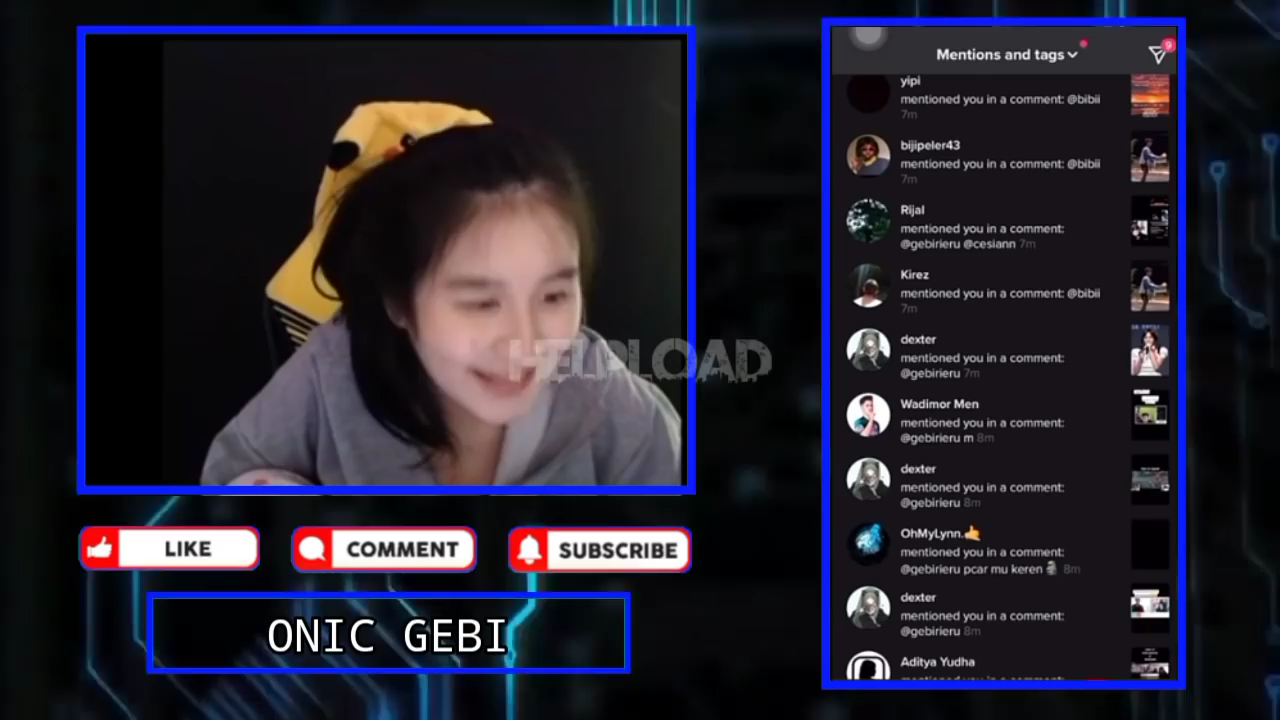 HELPLOAD
LIKE
COMMENT
SUBSCRIBE
ONIC GEBI
Mentions and tags
9
yipi
mentioned you in a comment: @bibii
7m
bijipeler43
mentioned you in a comment: @bibii
7m
Rijal
mentioned you in a comment:
@gebirieru @cesiann 7m
Kirez
mentioned you in a comment: @bibii
7m
dexter
mentioned you in a comment:
@gebirieru 7m
Wadimor Men
mentioned you in a comment:
@gebirieru m 8m
dexter
mentioned you in a comment:
@gebirieru 8m
OhMyLynn.🤙
mentioned you in a comment:
@gebirieru pcar mu keren 🗿 8m
dexter
mentioned you in a comment:
@gebirieru 8m
Aditya Yudha